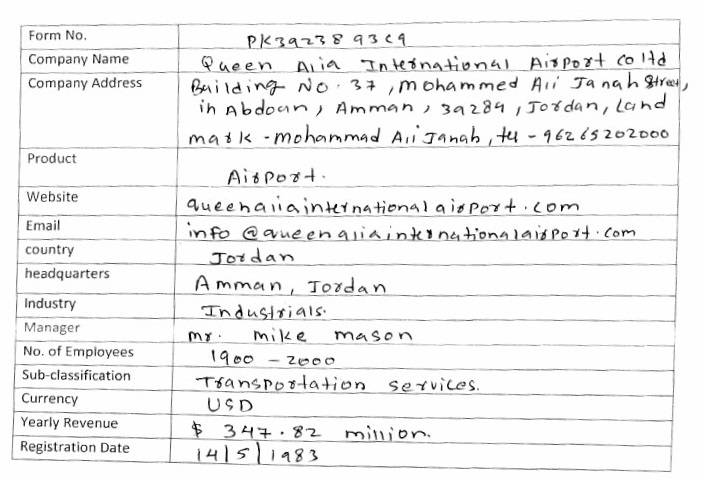 Form No. PK3923893C9
Company Name Queen Alia International Airport Co ltd
Company Address Building No. 37, Mohammed Ali Janah Street,
in Abdoun, Amman, 39284, Jordan, Land
mark - Mohammad Ali Janah, tel - 96265202000
Product Airport.
Website queenaliainternationalairport.com
Email info@queenaliainternationalairport.com
country Jordan
headquarters Amman, Jordan
Industry Industrials.
Manager mr. mike mason
No. of Employees 1900 - 2000
Sub-classification Transportation services.
Currency USD
Yearly Revenue $ 347.82 million.
Registration Date 14/5/1983